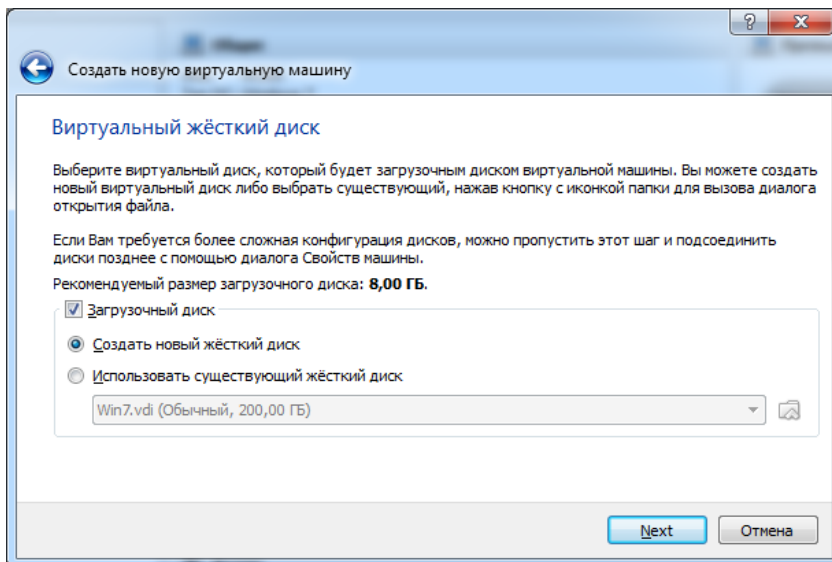 Создать новую виртуальную машину
Виртуальный жёсткий диск
Выберите виртуальный диск, который будет загрузочным диском виртуальной машины. Вы можете создать
новый виртуальный диск либо выбрать существующий, нажав кнопку с иконкой папки для вызова диалога
открытия файла.
Если Вам требуется более сложная конфигурация дисков, можно пропустить этот шаг и подсоединить
диски позднее с помощью диалога Свойств машины.
Рекомендуемый размер загрузочного диска: 8,00 ГБ.
Загрузочный диск
Создать новый жёсткий диск
Использовать существующий жёсткий диск
Win7.vdi (Обычный, 200,00 ГБ)
Next Отмена